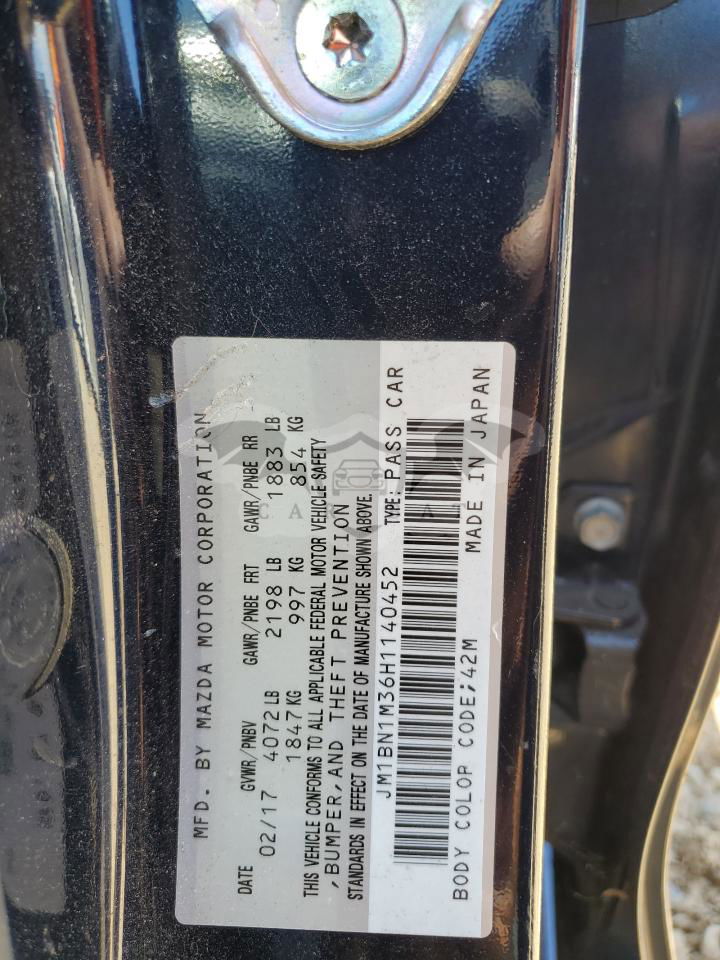 MFD. BY MAZDA MOTOR CORPORATION
DATE GVWR/PNBV GAWR/PNBE FRT GAWR/PNBE RR
02/17 4072 LB 2198 LB 1883 LB
1847 KG 997 KG 854 KG
THIS VEHICLE CONFORMS TO ALL APPLICABLE FEDERAL MOTOR VEHICLE SAFETY
,BUMPER,AND THEFT PREVENTION
STANDARDS IN EFFECT ON THE DATE OF MANUFACTURE SHOWN ABOVE.
JM1BN1M36H1140452 TYPE: PASS CAR
BODY COLOP CODE;42M MADE IN JAPAN